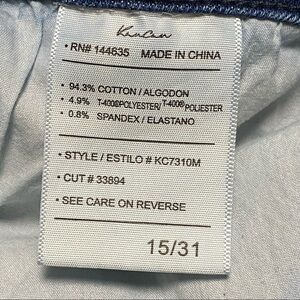 KanCan
• RN# 144635 MADE IN CHINA
• 94.3% COTTON / ALGODON
• 4.9% T-400®POLYESTER/ T-400® POLIESTER
• 0.8% SPANDEX / ELASTANO
• STYLE / ESTILO # KC7310M
• CUT # 33894
• SEE CARE ON REVERSE
15/31